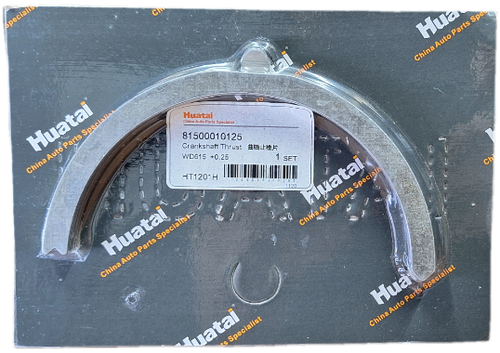 Huatai
China Auto Parts Specialist
Huatai
China Auto Parts Specialist
Huatai
China Auto Parts Specialist
81500010125
Crankshaft Thrust 曲轴止推片
WD615 +0.25 1 SET
HT1201H
Huatai
China Auto Parts Specialist
Huatai
China Auto Parts Specialist
Huatai
China Auto Parts Specialist